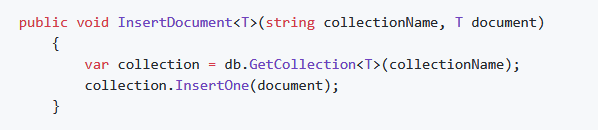 public void InsertDocument<T>(string collectionName, T document)
    {
        var collection = db.GetCollection<T>(collectionName);
        collection.InsertOne(document);
    }